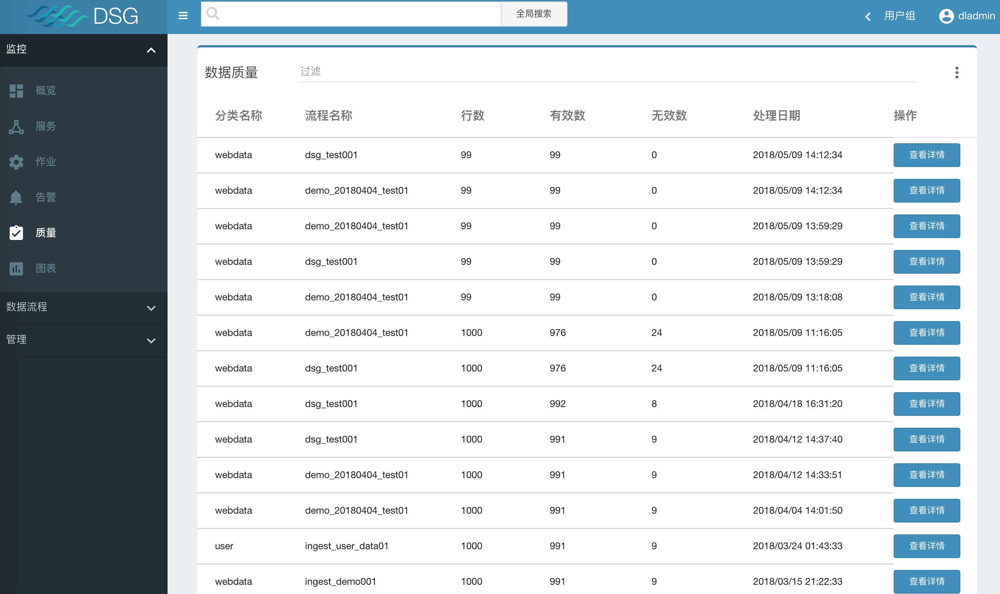 DSG
全局搜索
用户组
dladmin
监控
概览
服务
作业
告警
质量
图表
数据流程
管理
数据质量 过滤
分类名称 流程名称 行数 有效数 无效数 处理日期 操作
webdata dsg_test001 99 99 0 2018/05/09 14:12:34 查看详情
webdata demo_20180404_test01 99 99 0 2018/05/09 14:12:34 查看详情
webdata demo_20180404_test01 99 99 0 2018/05/09 13:59:29 查看详情
webdata dsg_test001 99 99 0 2018/05/09 13:59:29 查看详情
webdata demo_20180404_test01 99 99 0 2018/05/09 13:18:08 查看详情
webdata demo_20180404_test01 1000 976 24 2018/05/09 11:16:05 查看详情
webdata dsg_test001 1000 976 24 2018/05/09 11:16:05 查看详情
webdata dsg_test001 1000 992 8 2018/04/18 16:31:20 查看详情
webdata dsg_test001 1000 991 9 2018/04/12 14:37:40 查看详情
webdata demo_20180404_test01 1000 991 9 2018/04/12 14:33:51 查看详情
webdata demo_20180404_test01 1000 991 9 2018/04/04 14:01:50 查看详情
user ingest_user_data01 1000 991 9 2018/03/24 01:43:33 查看详情
webdata ingest_demo001 1000 991 9 2018/03/15 21:22:33 查看详情